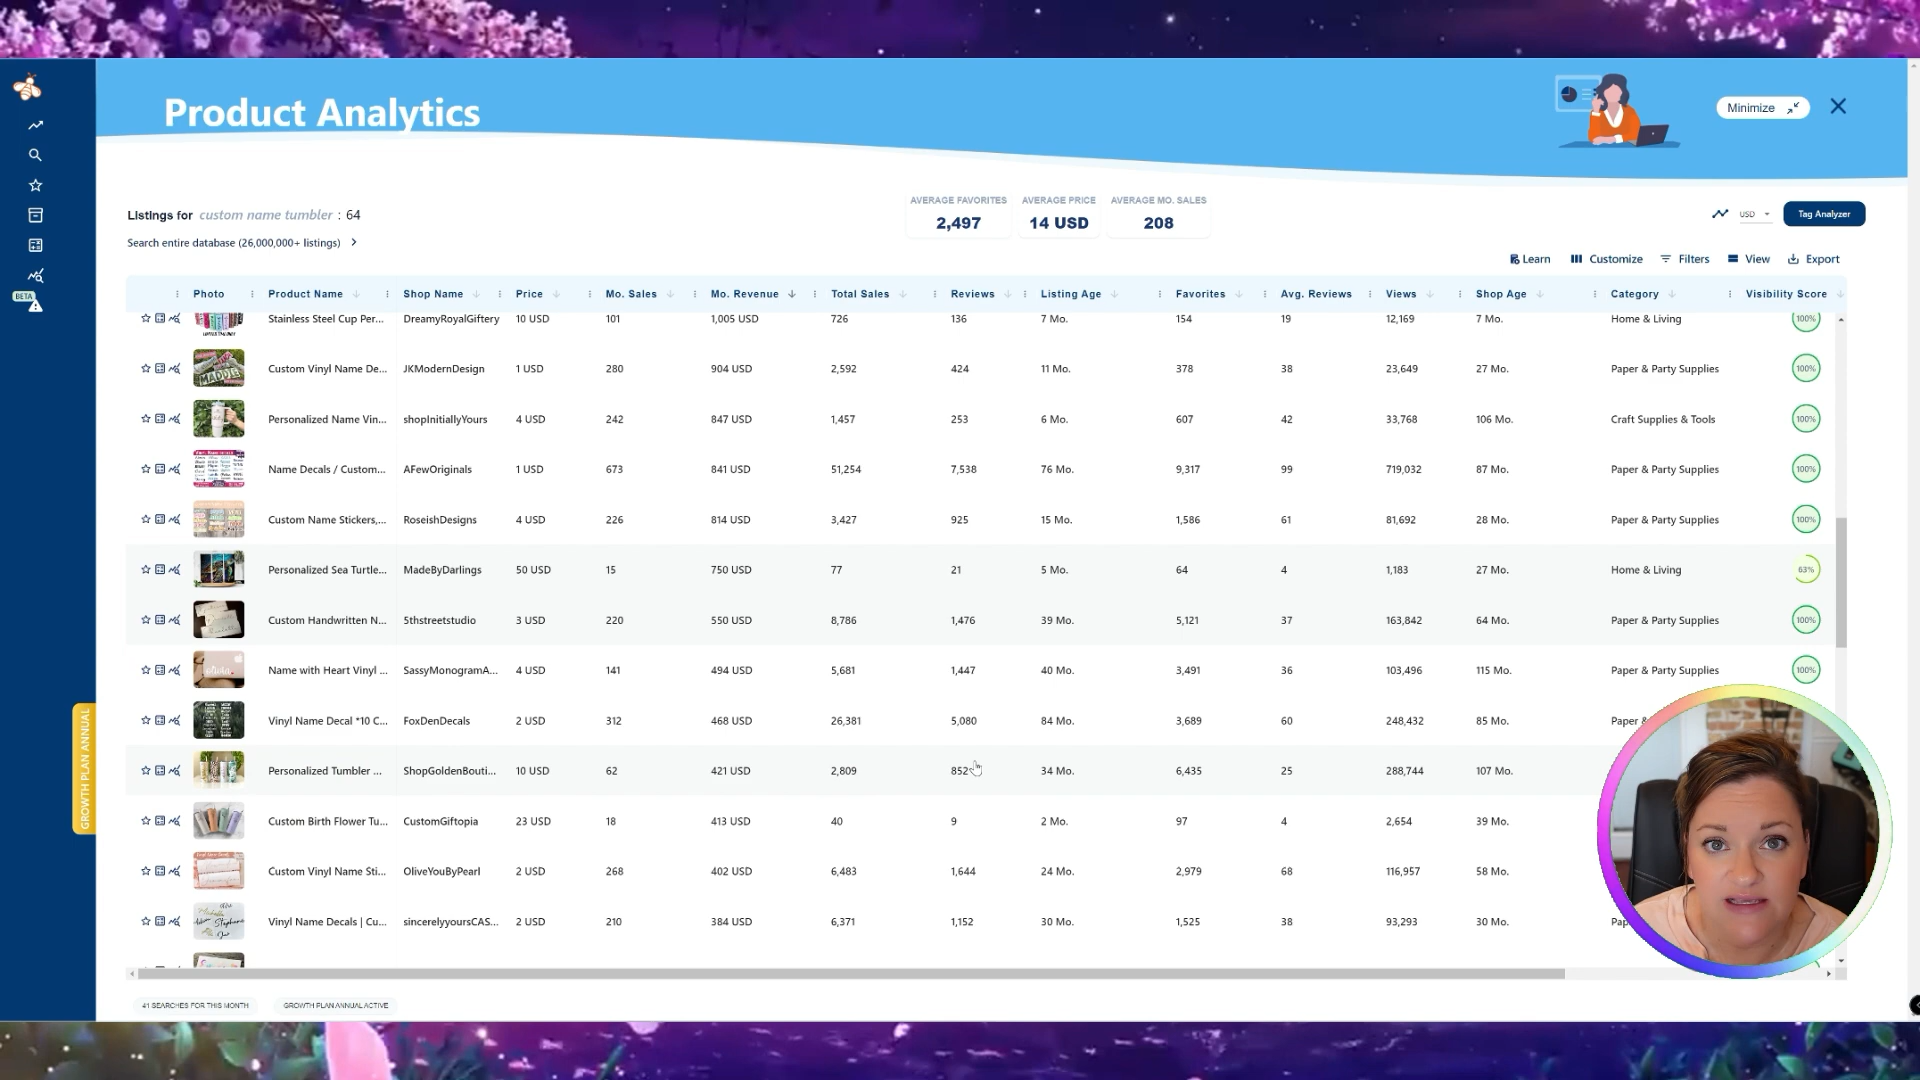 Product Analytics
Minimize
Listings for custom name tumbler : 64
AVERAGE FAVORITES AVERAGE PRICE AVERAGE MO. SALES
2,497 14 USD 208
USD Tag Analyzer
Search entire database (26,000,000+ listings)
Learn Customize Filters View Export
Photo Product Name Shop Name Price Mo. Sales Mo. Revenue Total Sales Reviews Listing Age Favorites Avg. Reviews Views Shop Age Category Visibility Score
BETA
Stainless Steel Cup Per... DreamyRoyalGiftery 10 USD 101 1,005 USD 726 136 7 Mo. 154 19 12,169 7 Mo. Home & Living 100%
Custom Vinyl Name De... JKModernDesign 1 USD 280 904 USD 2,592 424 11 Mo. 378 38 23,649 27 Mo. Paper & Party Supplies 100%
Personalized Name Vin... shopInitiallyYours 4 USD 242 847 USD 1,457 253 6 Mo. 607 42 33,768 106 Mo. Craft Supplies & Tools 100%
Name Decals / Custom... AFewOriginals 1 USD 673 841 USD 51,254 7,538 76 Mo. 9,317 99 719,032 87 Mo. Paper & Party Supplies 100%
Custom Name Stickers,... RoseishDesigns 4 USD 226 814 USD 3,427 925 15 Mo. 1,586 61 81,692 28 Mo. Paper & Party Supplies 100%
Personalized Sea Turtle... MadeByDarlings 50 USD 15 750 USD 77 21 5 Mo. 64 4 1,183 27 Mo. Home & Living 63%
Custom Handwritten N... 5thstreetstudio 3 USD 220 550 USD 8,786 1,476 39 Mo. 5,121 37 163,842 64 Mo. Paper & Party Supplies 100%
Name with Heart Vinyl ... SassyMonogramA... 4 USD 141 494 USD 5,681 1,447 40 Mo. 3,491 36 103,496 115 Mo. Paper & Party Supplies 100%
Vinyl Name Decal *10 C... FoxDenDecals 2 USD 312 468 USD 26,381 5,080 84 Mo. 3,689 60 248,432 85 Mo. Paper &
Personalized Tumbler ... ShopGoldenBouti... 10 USD 62 421 USD 2,809 852 34 Mo. 6,435 25 288,744 107 Mo.
Custom Birth Flower Tu... CustomGiftopia 23 USD 18 413 USD 40 9 2 Mo. 97 4 2,654 39 Mo.
Custom Vinyl Name Sti... OliveYouByPearl 2 USD 268 402 USD 6,483 1,644 24 Mo. 2,979 68 116,957 58 Mo.
Vinyl Name Decals | Cu... sincerelyyoursCAS... 2 USD 210 384 USD 6,371 1,152 30 Mo. 1,525 38 93,293 30 Mo. Pap
GROWTH PLAN ANNUAL
41 SEARCHES FOR THIS MONTH GROWTH PLAN ANNUAL ACTIVE